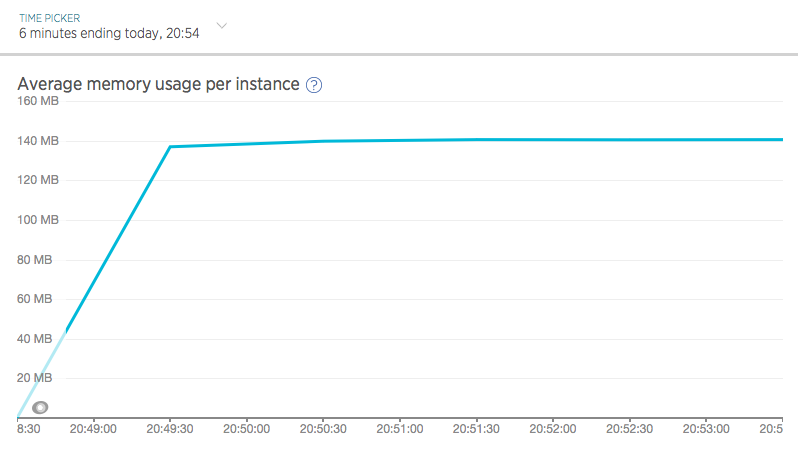 TIME PICKER
6 minutes ending today, 20:54
Average memory usage per instance ?
160 MB
140 MB
120 MB
100 MB
80 MB
60 MB
40 MB
20 MB
8:30 20:49:00 20:49:30 20:50:00 20:50:30 20:51:00 20:51:30 20:52:00 20:52:30 20:53:00 20:5